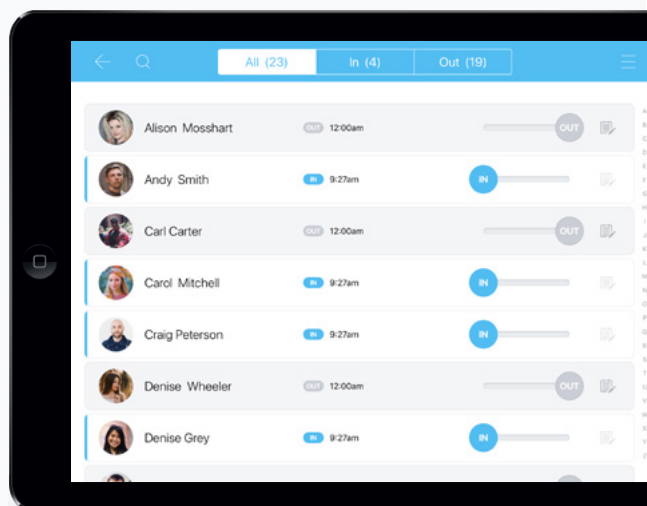 All (23) In (4) Out (19)
Alison Mosshart OUT 12:00am OUT
Andy Smith IN 9:27am IN
Carl Carter OUT 12:00am OUT
Carol Mitchell IN 9:27am IN
Craig Peterson IN 9:27am IN
Denise Wheeler OUT 12:00am OUT
Denise Grey IN 9:27am IN
A
B
C
D
E
F
G
H
I
J
K
L
M
N
O
P
Q
R
S
T
U
V
W
X
Y
Z